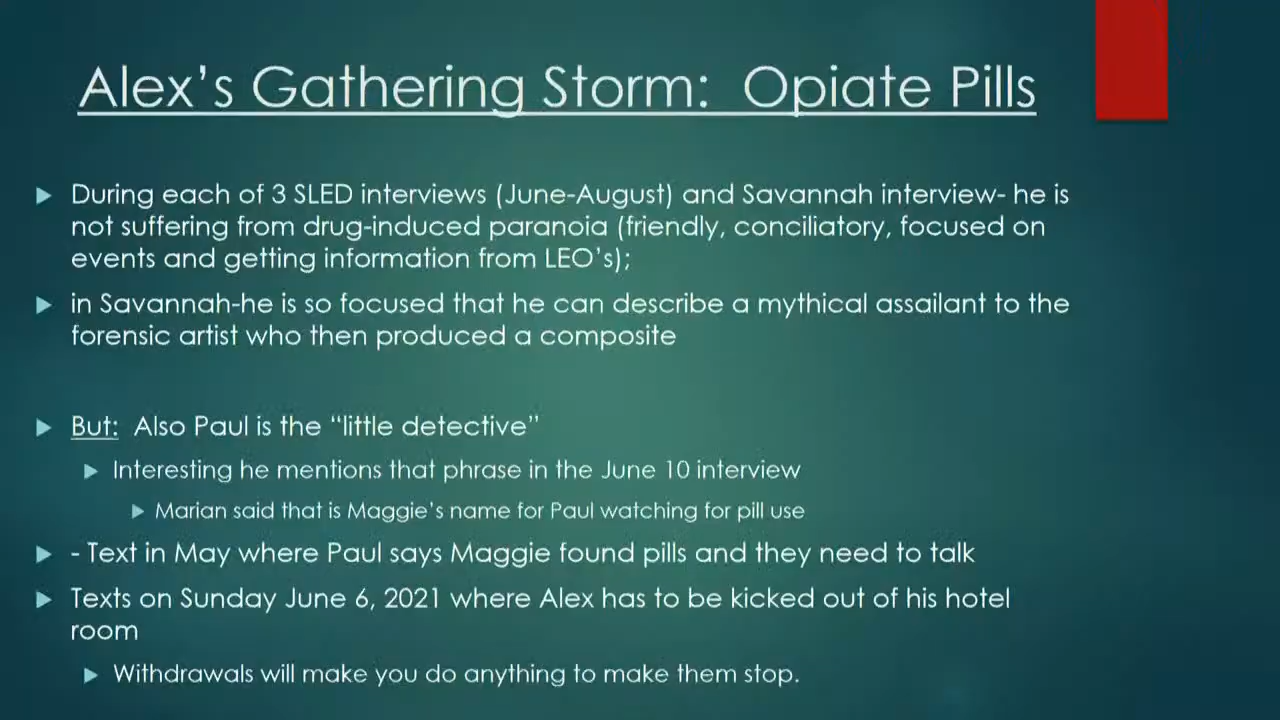 Alex’s Gathering Storm:  Opiate Pills
During each of 3 SLED interviews (June-August) and Savannah interview- he is
not suffering from drug-induced paranoia (friendly, conciliatory, focused on
events and getting information from LEO’s);
in Savannah-he is so focused that he can describe a mythical assailant to the
forensic artist who then produced a composite
But:  Also Paul is the “little detective”
Interesting he mentions that phrase in the June 10 interview
Marian said that is Maggie’s name for Paul watching for pill use
- Text in May where Paul says Maggie found pills and they need to talk
Texts on Sunday June 6, 2021 where Alex has to be kicked out of his hotel
room
Withdrawals will make you do anything to make them stop.